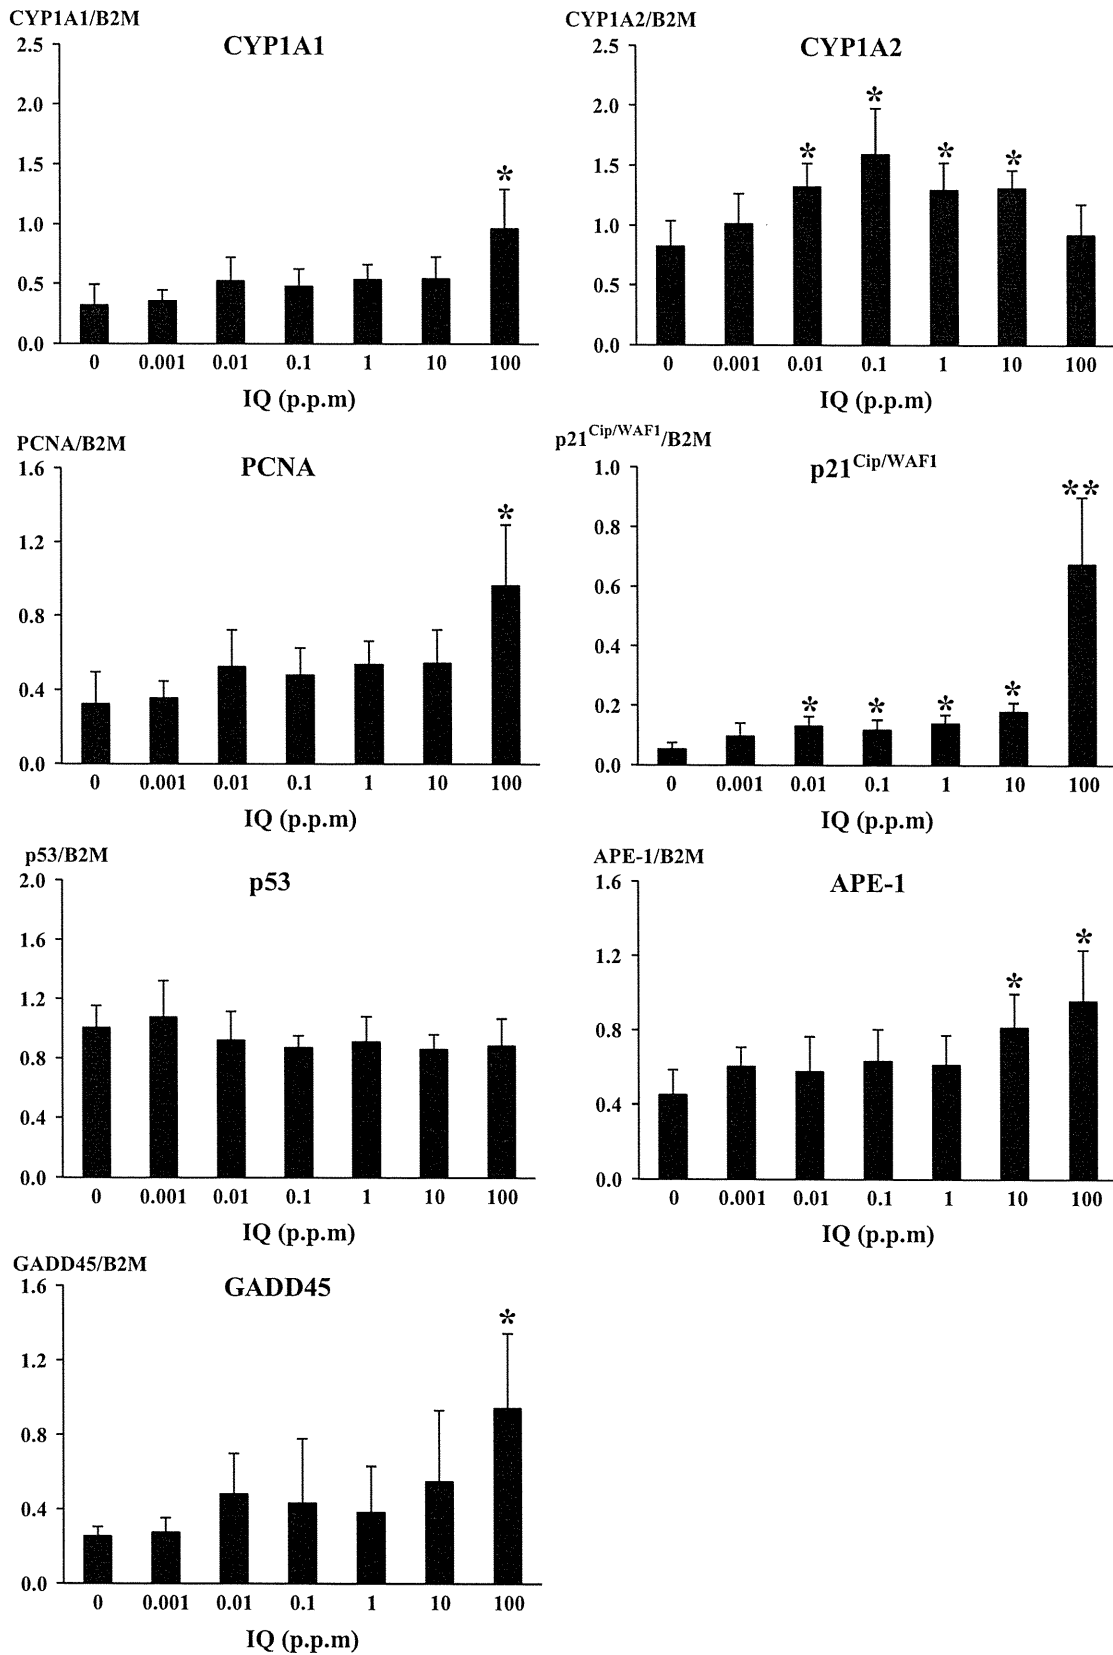 CYP1A1/B2M
CYP1A1
2.5
2.0
1.5
1.0
0.5
0.0
*
0 0.001 0.01 0.1 1 10 100
IQ (p.p.m)
CYP1A2/B2M
CYP1A2
2.5
2.0
1.5
1.0
0.5
0.0
* * * *
0 0.001 0.01 0.1 1 10 100
IQ (p.p.m)
PCNA/B2M
PCNA
1.6
1.2
0.8
0.4
0.0
*
0 0.001 0.01 0.1 1 10 100
IQ (p.p.m)
p21Cip/WAF1/B2M
p21Cip/WAF1
1.0
0.8
0.6
0.4
0.2
0.0
* * * * **
0 0.001 0.01 0.1 1 10 100
IQ (p.p.m)
p53/B2M
p53
2.0
1.6
1.2
0.8
0.4
0.0
0 0.001 0.01 0.1 1 10 100
IQ (p.p.m)
APE-1/B2M
APE-1
1.6
1.2
0.8
0.4
0.0
* *
0 0.001 0.01 0.1 1 10 100
IQ (p.p.m)
GADD45/B2M
GADD45
1.6
1.2
0.8
0.4
0.0
*
0 0.001 0.01 0.1 1 10 100
IQ (p.p.m)